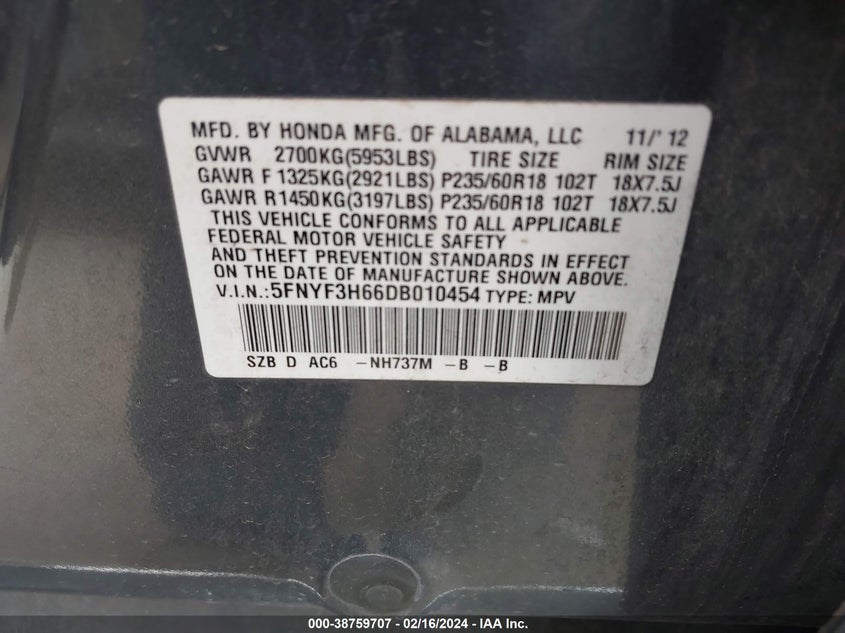 MFD. BY HONDA MFG. OF ALABAMA, LLC 11/' 12
GVWR 2700KG(5953LBS) TIRE SIZE RIM SIZE
GAWR F 1325KG(2921LBS) P235/60R18 102T 18X7.5J
GAWR R1450KG(3197LBS) P235/60R18 102T 18X7.5J
THIS VEHICLE CONFORMS TO ALL APPLICABLE
FEDERAL MOTOR VEHICLE SAFETY
AND THEFT PREVENTION STANDARDS IN EFFECT
ON THE DATE OF MANUFACTURE SHOWN ABOVE.
V.I.N.:5FNYF3H66DB010454 TYPE: MPV
SZB D AC6 -NH737M -B -B
000-38759707 - 02/16/2024 - IAA Inc.